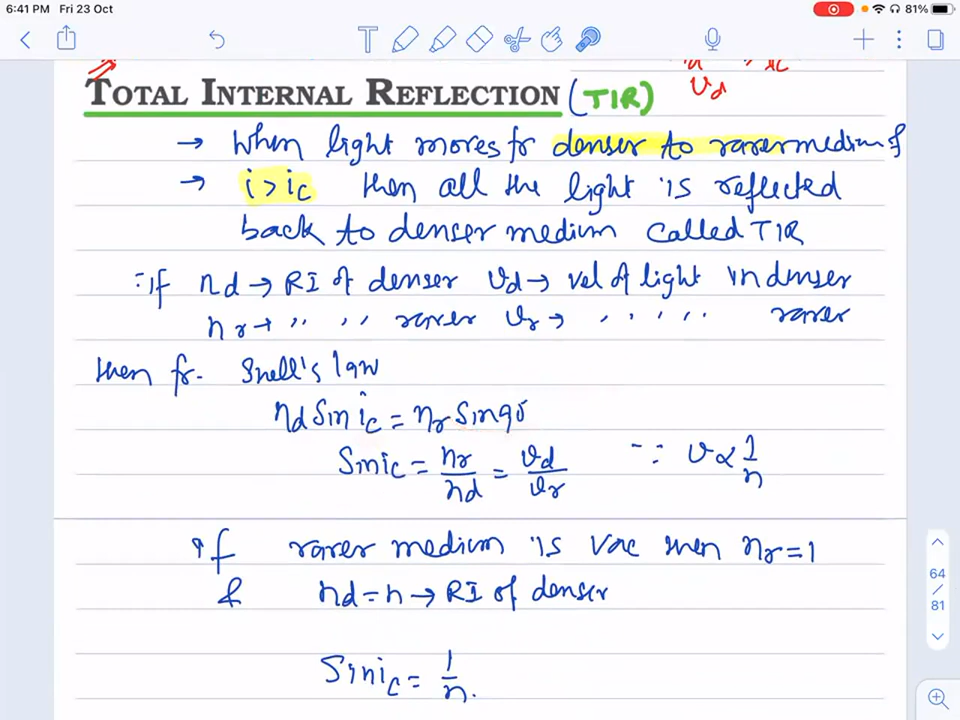 6:41 PM Fri 23 Oct
81%
vd
TOTAL INTERNAL REFLECTION (TIR)
→ When light moves fr denser to rarer medium &
→ i > ic then all the light is reflected
back to denser medium called TIR
∵ if nd → RI of denser vd → vel of light in denser
nr → ,, ,, rarer vr → , , , , , rarer
then fr. Snell's law
nd Sin ic = nr Sin 90
Sin ic = nr/nd = vd/vr ∵ v ∝ 1/n
if rarer medium is vac then nr = 1
& nd = n → RI of denser
Sin ic = 1/n.
64
/
81